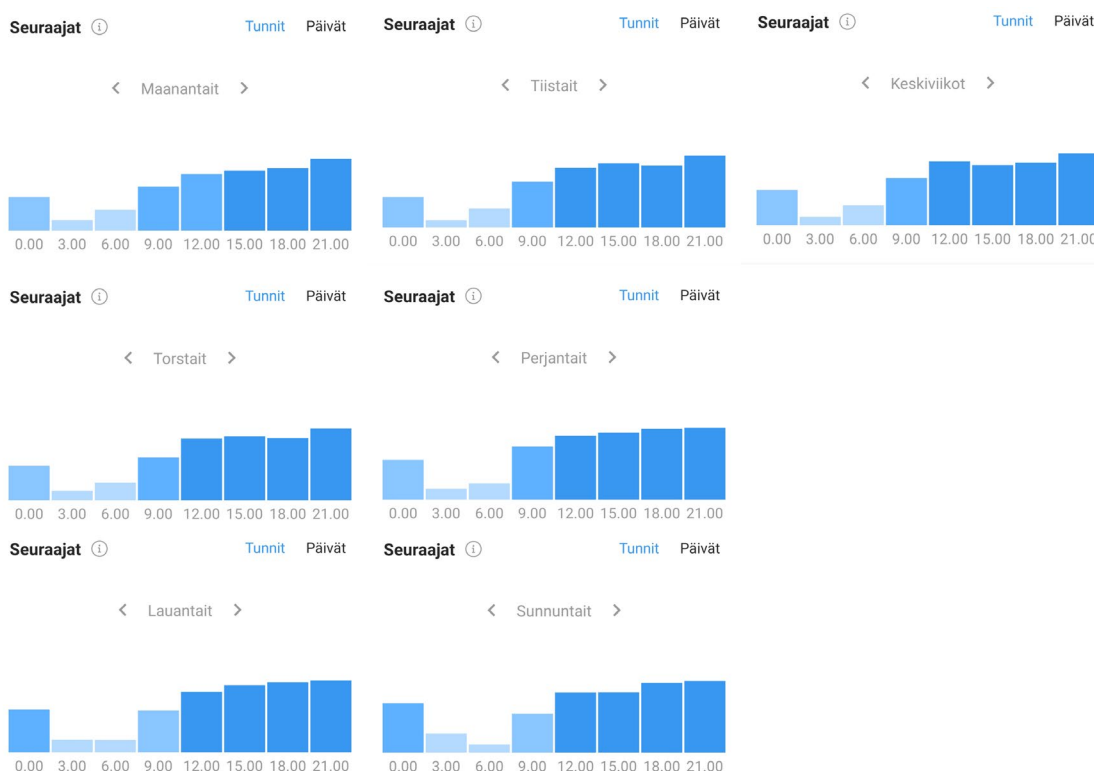 Seuraajat Tunnit Päivät
Maanantait
0.00 3.00 6.00 9.00 12.00 15.00 18.00 21.00
Seuraajat Tunnit Päivät
Tiistait
0.00 3.00 6.00 9.00 12.00 15.00 18.00 21.00
Seuraajat Tunnit Päivät
Keskiviikot
0.00 3.00 6.00 9.00 12.00 15.00 18.00 21.00
Seuraajat Tunnit Päivät
Torstait
0.00 3.00 6.00 9.00 12.00 15.00 18.00 21.00
Seuraajat Tunnit Päivät
Perjantait
0.00 3.00 6.00 9.00 12.00 15.00 18.00 21.00
Seuraajat Tunnit Päivät
Lauantait
0.00 3.00 6.00 9.00 12.00 15.00 18.00 21.00
Seuraajat Tunnit Päivät
Sunnuntait
0.00 3.00 6.00 9.00 12.00 15.00 18.00 21.00